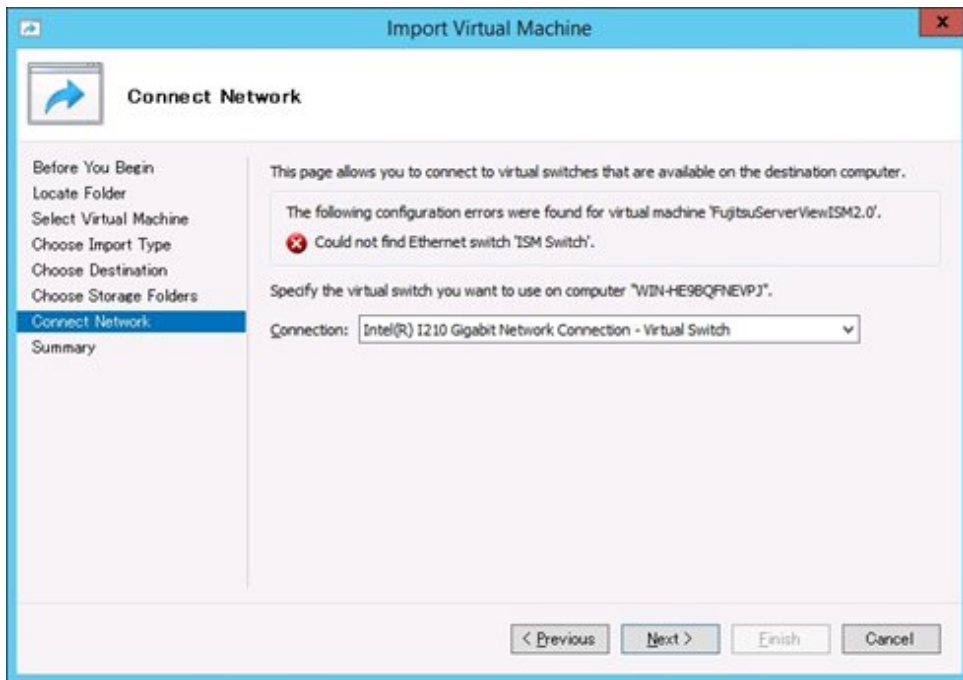 Import Virtual Machine
x
Connect Network
Before You Begin
Locate Folder
Select Virtual Machine
Choose Import Type
Choose Destination
Choose Storage Folders
Connect Network
Summary
This page allows you to connect to virtual switches that are available on the destination computer.
The following configuration errors were found for virtual machine 'FujitsuServerViewISM2.0'.
Could not find Ethernet switch 'ISM Switch'.
Specify the virtual switch you want to use on computer "WIN-HE9BQFNEVPJ".
Connection: Intel(R) I210 Gigabit Network Connection - Virtual Switch
< Previous Next > Finish Cancel